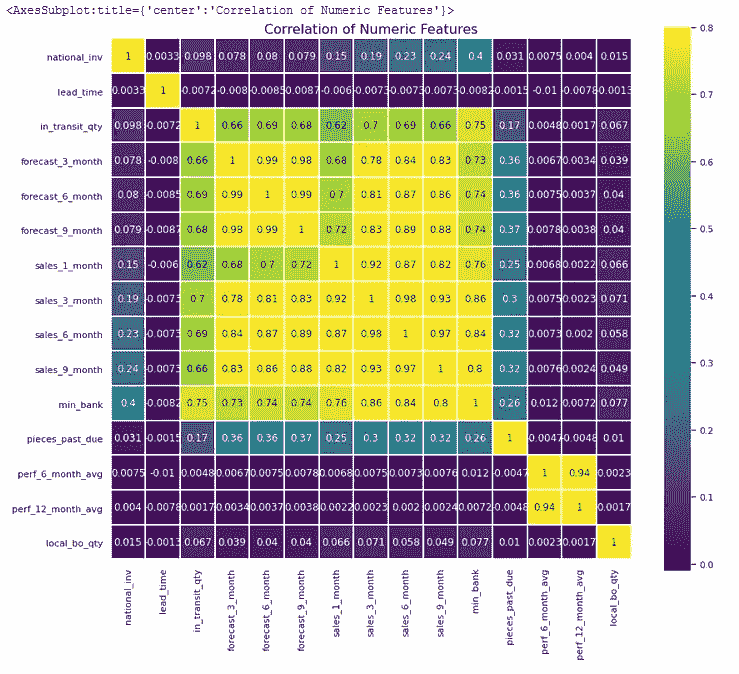 <AxesSubplot:title={'center':'Correlation of Numeric Features'}>
Correlation of Numeric Features
national_inv 1 0.0033 0.098 0.078 0.08 0.079 0.15 0.19 0.23 0.24 0.4 0.031 0.0075 0.004 0.015
lead_time 0.0033 1 -0.0072 -0.008 -0.0085 -0.0087 -0.006 -0.0073 -0.0073 -0.0073 -0.0082 -0.0015 -0.01 -0.0078 -0.0013
in_transit_qty 0.098 -0.0072 1 0.66 0.69 0.68 0.62 0.7 0.69 0.66 0.75 0.17 0.0048 0.0017 0.067
forecast_3_month 0.078 -0.008 0.66 1 0.99 0.98 0.68 0.78 0.84 0.83 0.73 0.36 0.0067 0.0034 0.039
forecast_6_month 0.08 -0.0085 0.69 0.99 1 0.99 0.7 0.81 0.87 0.86 0.74 0.36 0.0075 0.0037 0.04
forecast_9_month 0.079 -0.0087 0.68 0.98 0.99 1 0.72 0.83 0.89 0.88 0.74 0.37 0.0078 0.0038 0.04
sales_1_month 0.15 -0.006 0.62 0.68 0.7 0.72 1 0.92 0.87 0.82 0.76 0.25 0.0068 0.0022 0.066
sales_3_month 0.19 -0.0073 0.7 0.78 0.81 0.83 0.92 1 0.98 0.93 0.86 0.3 0.0075 0.0023 0.071
sales_6_month 0.23 -0.0073 0.69 0.84 0.87 0.89 0.87 0.98 1 0.97 0.84 0.32 0.0073 0.002 0.058
sales_9_month 0.24 -0.0073 0.66 0.83 0.86 0.88 0.82 0.93 0.97 1 0.8 0.32 0.0076 0.0024 0.049
min_bank 0.4 -0.0082 0.75 0.73 0.74 0.74 0.76 0.86 0.84 0.8 1 0.26 0.012 0.0072 0.077
pieces_past_due 0.031 -0.0015 0.17 0.36 0.36 0.37 0.25 0.3 0.32 0.32 0.26 1 -0.0047 -0.0048 0.01
perf_6_month_avg 0.0075 -0.01 0.0048 0.0067 0.0075 0.0078 0.0068 0.0075 0.0073 0.0076 0.012 -0.0047 1 0.94 0.0023
perf_12_month_avg 0.004 -0.0078 0.0017 0.0034 0.0037 0.0038 0.0022 0.0023 0.002 0.0024 0.0072 -0.0048 0.94 1 0.0017
local_bo_qty 0.015 -0.0013 0.067 0.039 0.04 0.04 0.066 0.071 0.058 0.049 0.077 0.01 0.0023 0.0017 1
national_inv
lead_time
in_transit_qty
forecast_3_month
forecast_6_month
forecast_9_month
sales_1_month
sales_3_month
sales_6_month
sales_9_month
min_bank
pieces_past_due
perf_6_month_avg
perf_12_month_avg
local_bo_qty
0.8
0.7
0.6
0.5
0.4
0.3
0.2
0.1
0.0